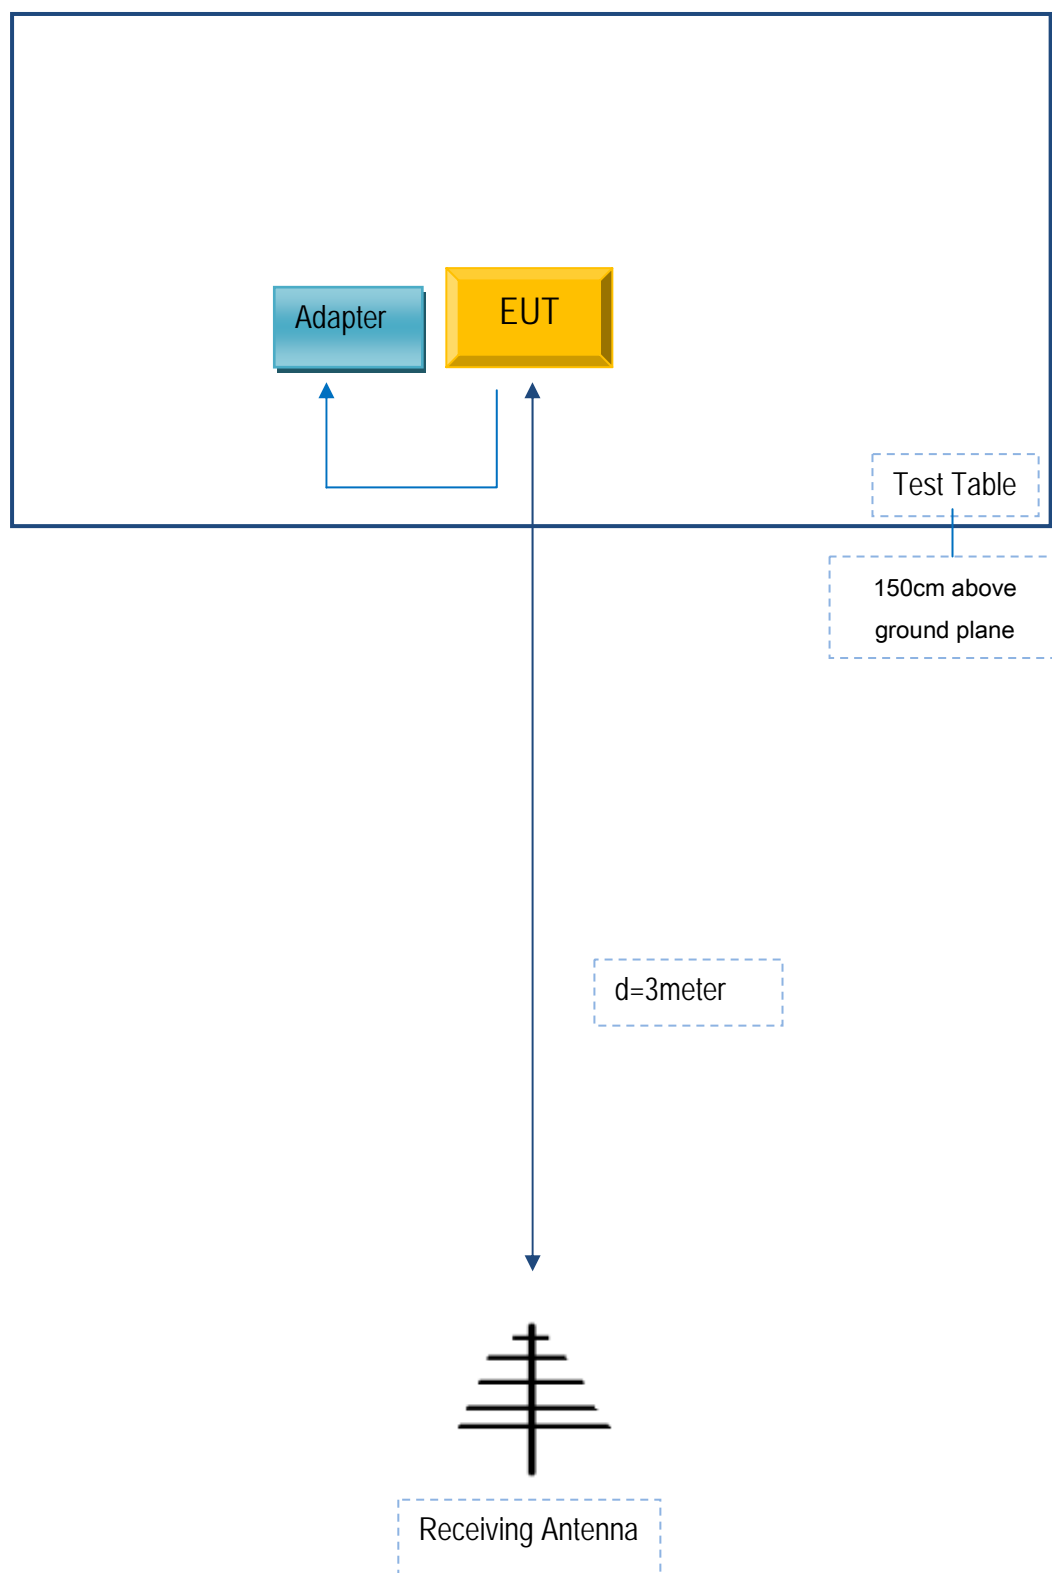 Adapter
EUT
Test Table
150cm above
ground plane
d=3meter
Receiving Antenna